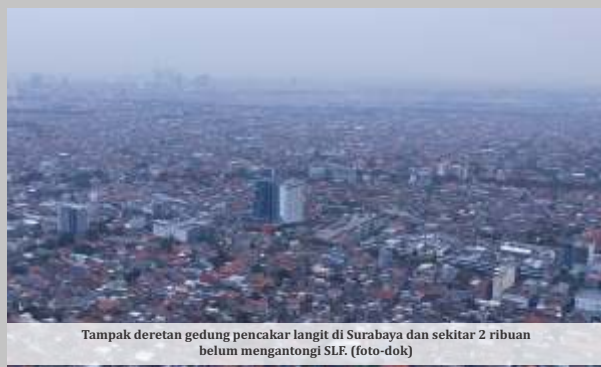 Tampak deretan gedung pencakar langit di Surabaya dan sekitar 2 ribuan
belum mengantongi SLF. (foto-dok)